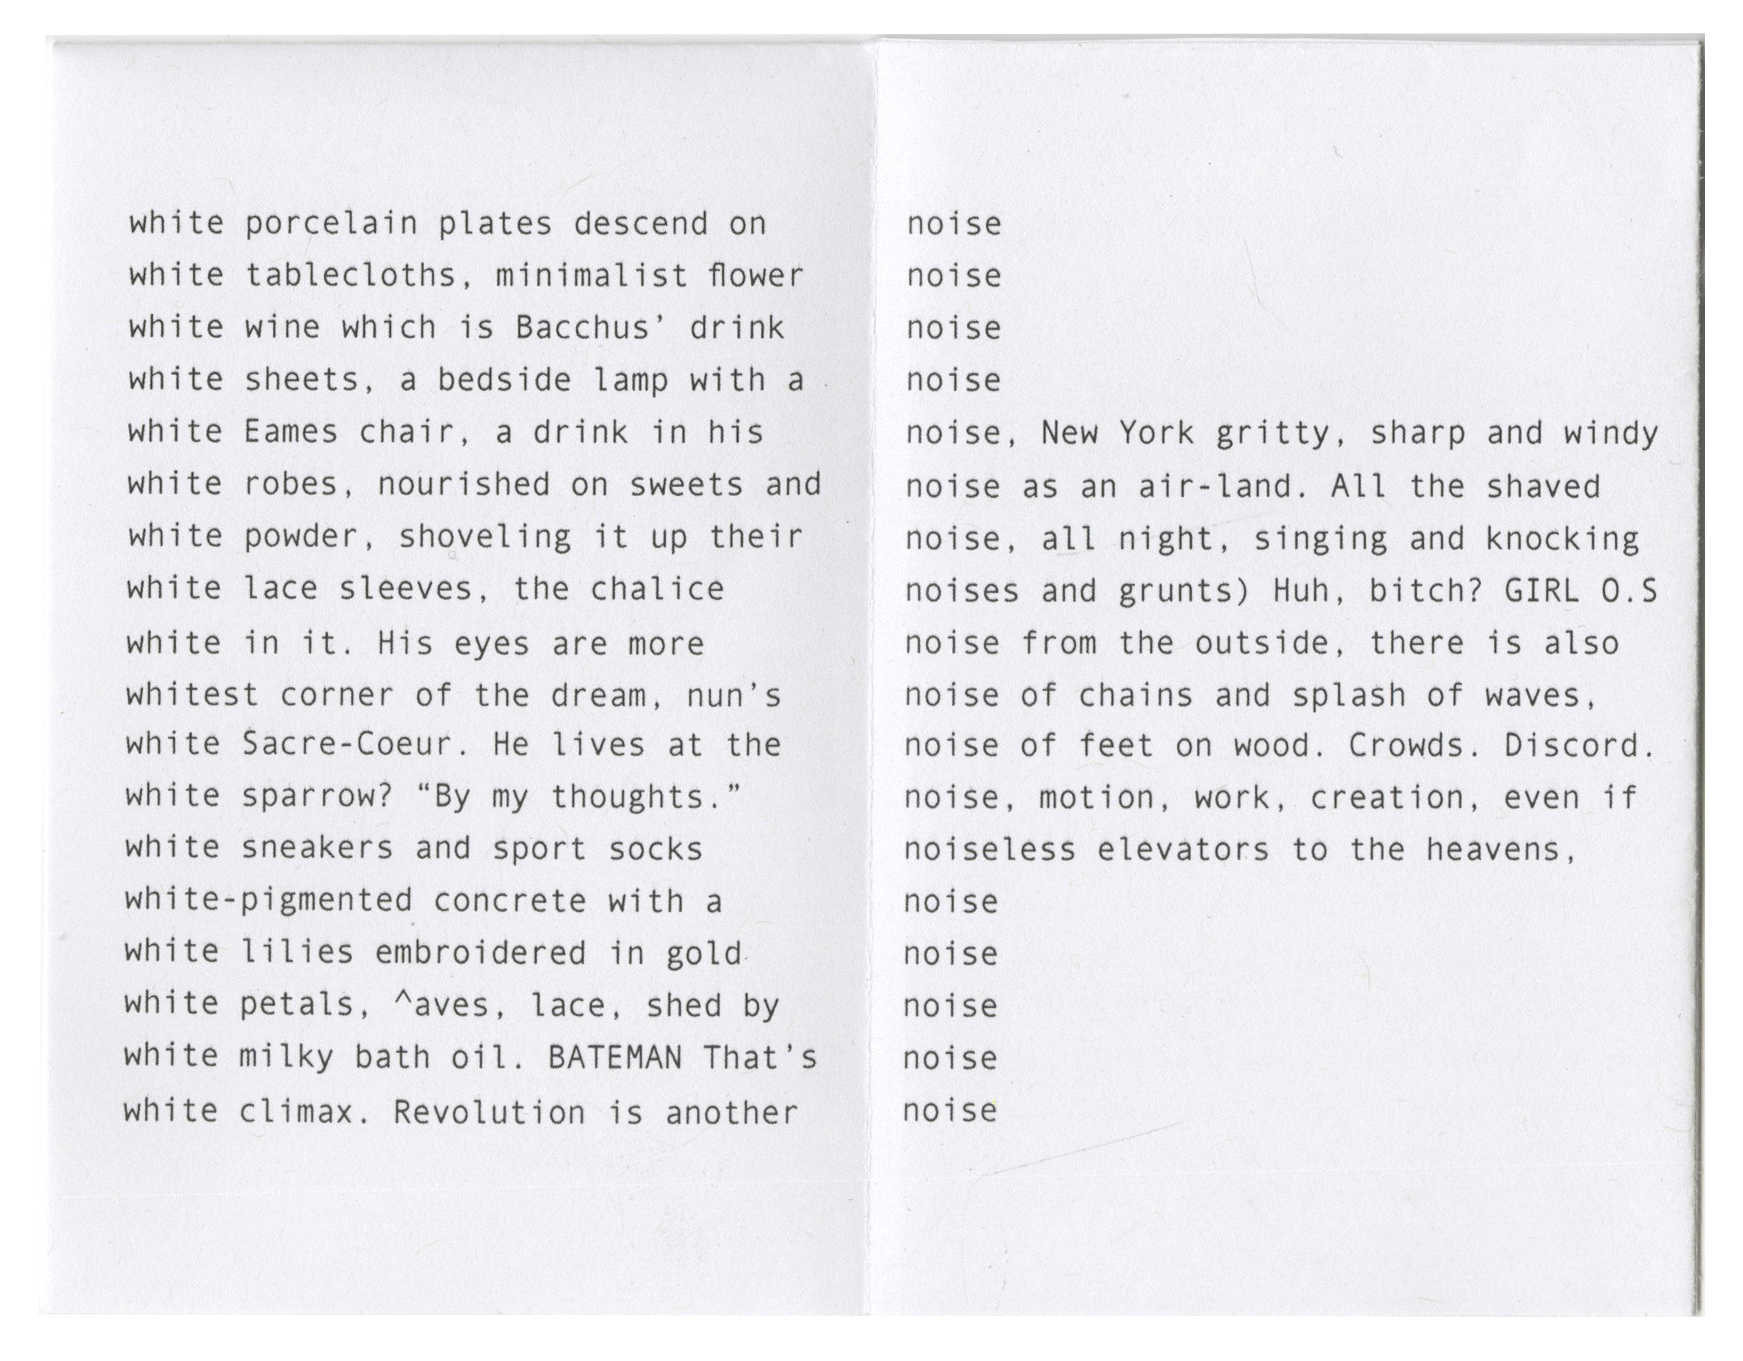 white porcelain plates descend on
white tablecloths, minimalist flower
white wine which is Bacchus’ drink
white sheets, a bedside lamp with a
white Eames chair, a drink in his
white robes, nourished on sweets and
white powder, shoveling it up their
white lace sleeves, the chalice
white in it. His eyes are more
whitest corner of the dream, nun’s
white Sacre-Coeur. He lives at the
white sparrow? “By my thoughts.”
white sneakers and sport socks
white-pigmented concrete with a
white lilies embroidered in gold
white petals, ^aves, lace, shed by
white milky bath oil. BATEMAN That's
white climax. Revolution is another
noise
noise
noise
noise
noise, New York gritty, sharp and windy
noise as an air-land. All the shaved
noise, all night, singing and knocking
noises and grunts) Huh, bitch? GIRL O.S
noise from the outside, there is also
noise of chains and splash of waves,
noise of feet on wood. Crowds. Discord.
noise, motion, work, creation, even if
noiseless elevators to the heavens,
noise
noise
noise
noise
noise